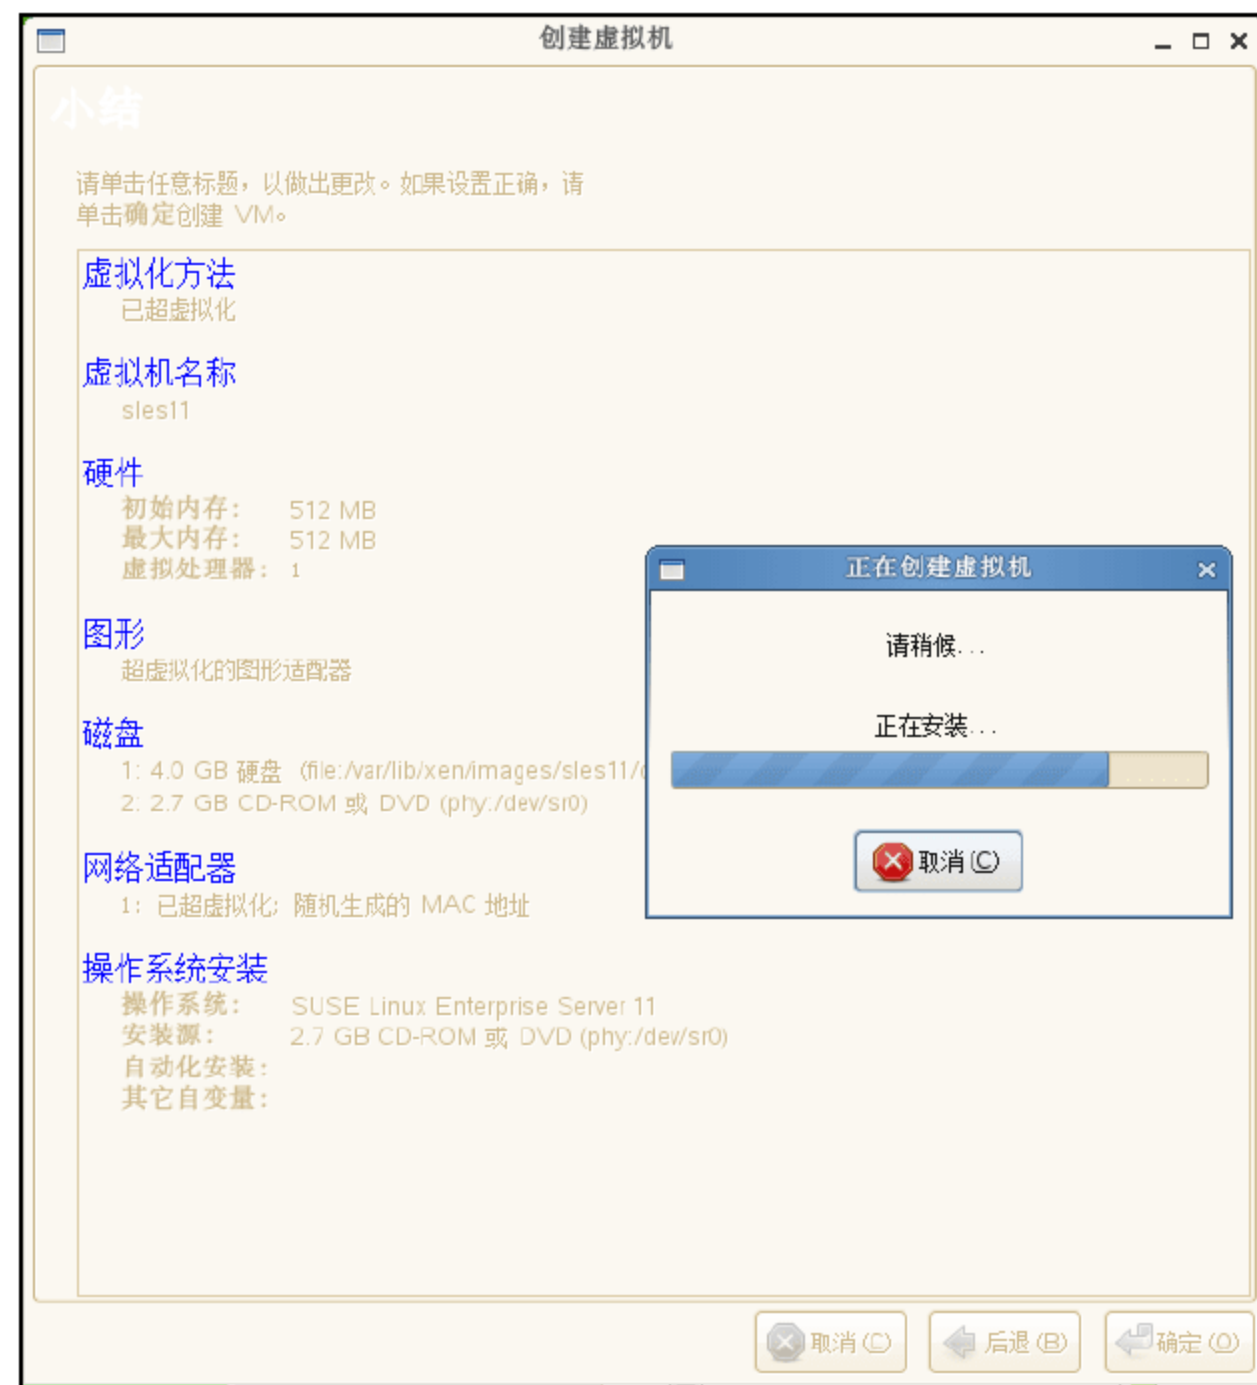 创建虚拟机
小结
请单击任意标题，以做出更改。如果设置正确，请
单击确定创建 VM。
虚拟化方法
已超虚拟化
虚拟机名称
sles11
硬件
初始内存： 512 MB
最大内存： 512 MB
虚拟处理器： 1
图形
超虚拟化的图形适配器
磁盘
1: 4.0 GB 硬盘 (file:/var/lib/xen/images/sles11/
2: 2.7 GB CD-ROM 或 DVD (phy:/dev/sr0)
网络适配器
1: 已超虚拟化; 随机生成的 MAC 地址
操作系统安装
操作系统： SUSE Linux Enterprise Server 11
安装源： 2.7 GB CD-ROM 或 DVD (phy:/dev/sr0)
自动化安装：
其它自变量：
正在创建虚拟机
请稍候...
正在安装...
取消(C)
取消(C) 后退(B) 确定(O)